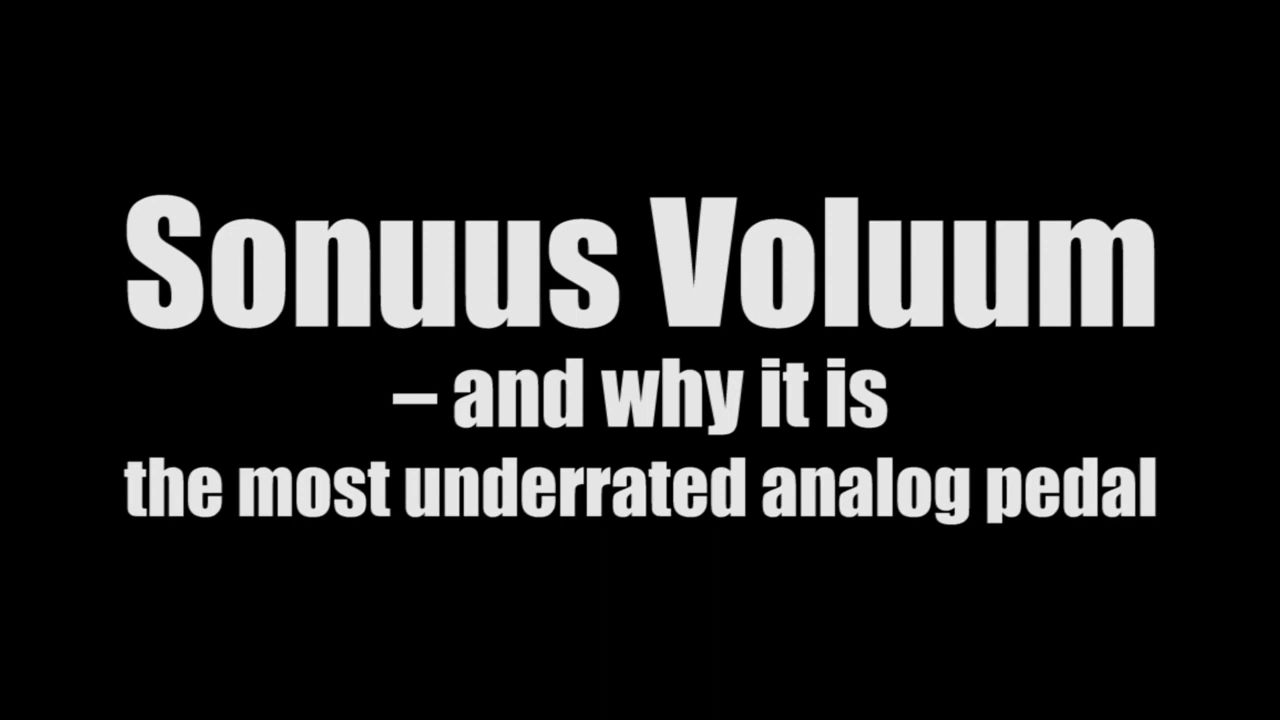 Sonuus Voluum
– and why it is
the most underrated analog pedal